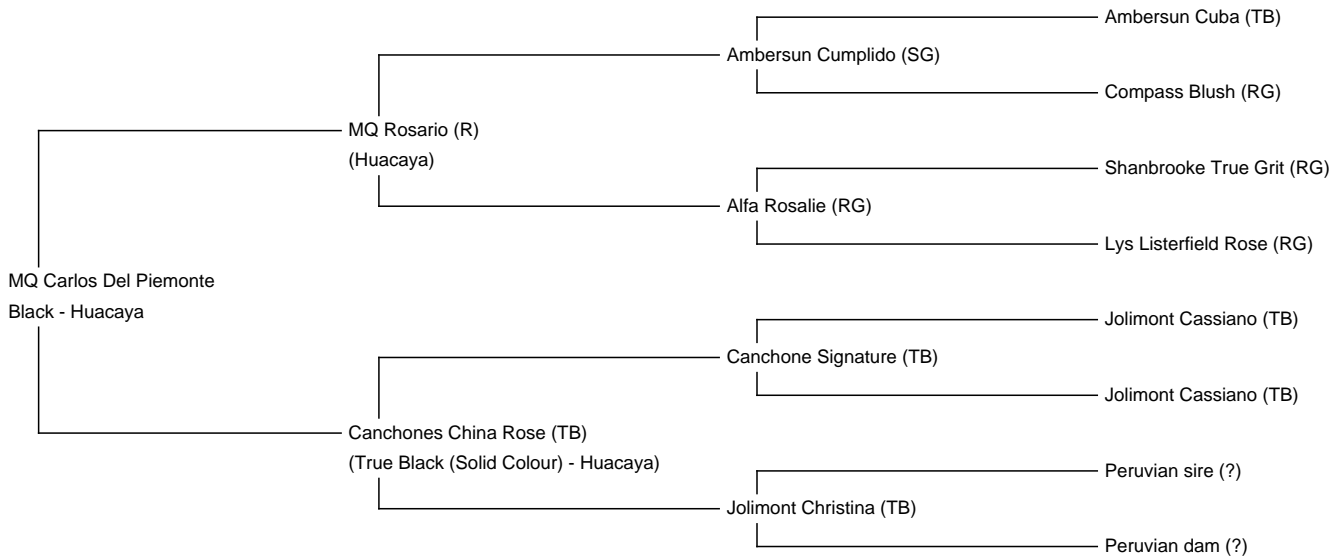 Ambersun Cuba (TB)
Ambersun Cumplido (SG)
Compass Blush (RG)
MQ Rosario (R)
(Huacaya)
Shanbrooke True Grit (RG)
Alfa Rosalie (RG)
Lys Listerfield Rose (RG)
MQ Carlos Del Piemonte
Black - Huacaya
Jolimont Cassiano (TB)
Canchone Signature (TB)
Jolimont Cassiano (TB)
Canchones China Rose (TB)
(True Black (Solid Colour) - Huacaya)
Peruvian sire (?)
Jolimont Christina (TB)
Peruvian dam (?)